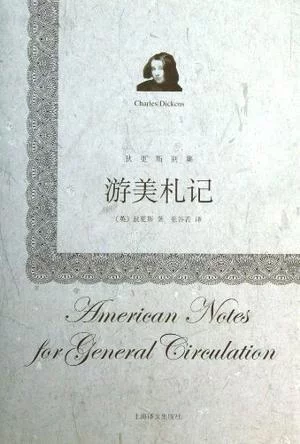 Charles Dickens
狄更斯别集
游美札记
〔英〕狄更斯 著 张谷若 译
American Notes
for General Circulation
上海译文出版社